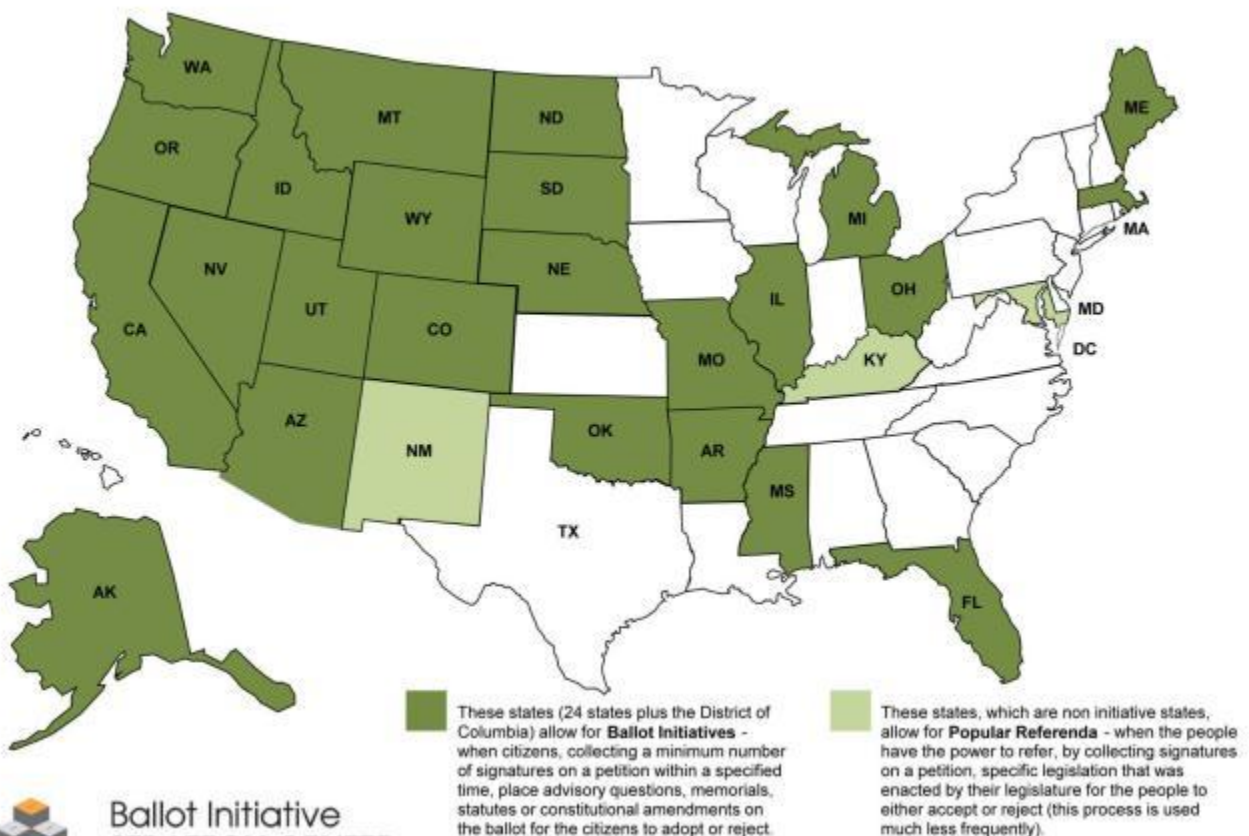 WA
MT
ND
ME
OR
ID
SD
WY
MI
MA
NV
NE
IL
OH
UT
CA
CO
MD
MO
KY
DC
AZ
NM
OK
AR
MS
TX
AK
FL
These states (24 states plus the District of
Columbia) allow for Ballot Initiatives -
when citizens, collecting a minimum number
of signatures on a petition within a specified
time, place advisory questions, memorials,
statutes or constitutional amendments on
the ballot for the citizens to adopt or reject.
These states, which are non initiative states,
allow for Popular Referenda - when the people
have the power to refer, by collecting signatures
on a petition, specific legislation that was
enacted by their legislature for the people to
either accept or reject (this process is used
much less frequently)
Ballot Initiative